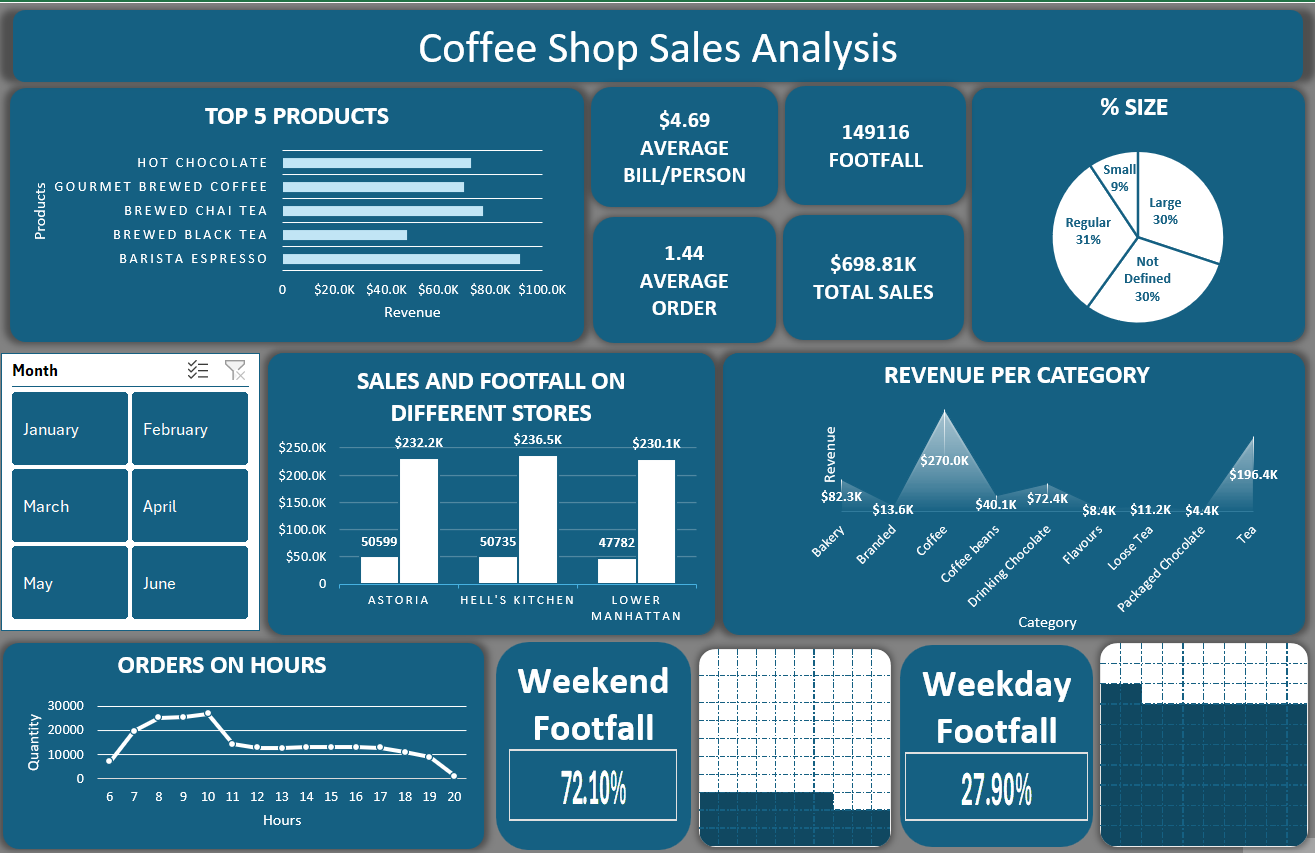 Coffee Shop Sales Analysis
TOP 5 PRODUCTS
Products
HOT CHOCOLATE
GOURMET BREWED COFFEE
BREWED CHAI TEA
BREWED BLACK TEA
BARISTA ESPRESSO
0 $20.0K $40.0K $60.0K $80.0K $100.0K
Revenue
$4.69
AVERAGE
BILL/PERSON
149116
FOOTFALL
1.44
AVERAGE
ORDER
$698.81K
TOTAL SALES
% SIZE
Small
9%
Large
30%
Regular
31%
Not
Defined
30%
Month
January February
March April
May June
SALES AND FOOTFALL ON
DIFFERENT STORES
$250.0K
$200.0K
$150.0K
$100.0K
$50.0K
0
$232.2K $236.5K $230.1K
50599 50735 47782
ASTORIA HELL'S KITCHEN LOWER
MANHATTAN
REVENUE PER CATEGORY
Revenue
$82.3K
$13.6K
$270.0K
$40.1K
$72.4K
$8.4K
$11.2K
$4.4K
$196.4K
Bakery
Branded
Coffee
Coffee beans
Drinking Chocolate
Flavours
Loose Tea
Packaged Chocolate
Tea
Category
ORDERS ON HOURS
Quantity
30000
20000
10000
0
6 7 8 9 10 11 12 13 14 15 16 17 18 19 20
Hours
Weekend
Footfall
72.10%
Weekday
Footfall
27.90%